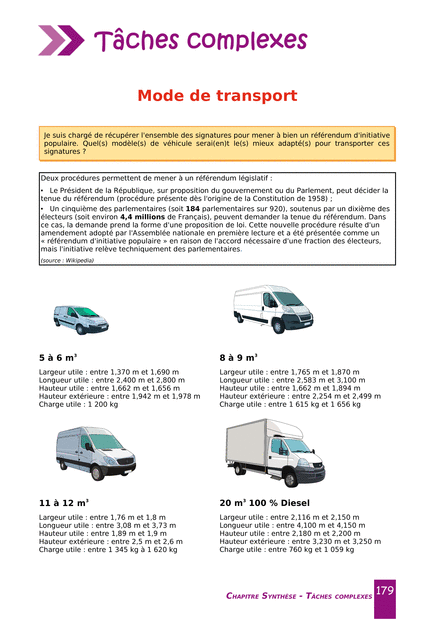 Tâches complexes
Mode de transport
Je suis chargé de récupérer l'ensemble des signatures pour mener à bien un référendum d'initiative
populaire. Quel(s) modèle(s) de véhicule serai(en)t le(s) mieux adapté(s) pour transporter ces
signatures ?
Deux procédures permettent de mener à un référendum législatif :
• Le Président de la République, sur proposition du gouvernement ou du Parlement, peut décider la
tenue du référendum (procédure présente dès l'origine de la Constitution de 1958) ;
• Un cinquième des parlementaires (soit 184 parlementaires sur 920), soutenus par un dixième des
électeurs (soit environ 4,4 millions de Français), peuvent demander la tenue du référendum. Dans
ce cas, la demande prend la forme d'une proposition de loi. Cette nouvelle procédure résulte d'un
amendement adopté par l'Assemblée nationale en première lecture et a été présentée comme un
« référendum d'initiative populaire » en raison de l'accord nécessaire d'une fraction des électeurs,
mais l'initiative relève techniquement des parlementaires.
(source : Wikipedia)
5 à 6 m³
Largeur utile : entre 1,370 m et 1,690 m
Longueur utile : entre 2,400 m et 2,800 m
Hauteur utile : entre 1,662 m et 1,656 m
Hauteur extérieure : entre 1,942 m et 1,978 m
Charge utile : 1 200 kg
8 à 9 m³
Largeur utile : entre 1,765 m et 1,870 m
Longueur utile : entre 2,583 m et 3,100 m
Hauteur utile : entre 1,662 m et 1,894 m
Hauteur extérieure : entre 2,254 m et 2,499 m
Charge utile : entre 1 615 kg et 1 656 kg
11 à 12 m³
Largeur utile : entre 1,76 m et 1,8 m
Longueur utile : entre 3,08 m et 3,73 m
Hauteur utile : entre 1,89 m et 1,9 m
Hauteur extérieure : entre 2,5 m et 2,6 m
Charge utile : entre 1 345 kg à 1 620 kg
20 m³ 100 % Diesel
Largeur utile : entre 2,116 m et 2,150 m
Longueur utile : entre 4,100 m et 4,150 m
Hauteur utile : entre 2,180 m et 2,200 m
Hauteur extérieure : entre 3,230 m et 3,250 m
Charge utile : entre 760 kg et 1 059 kg
Chapitre Synthèse - Tâches complexes 179